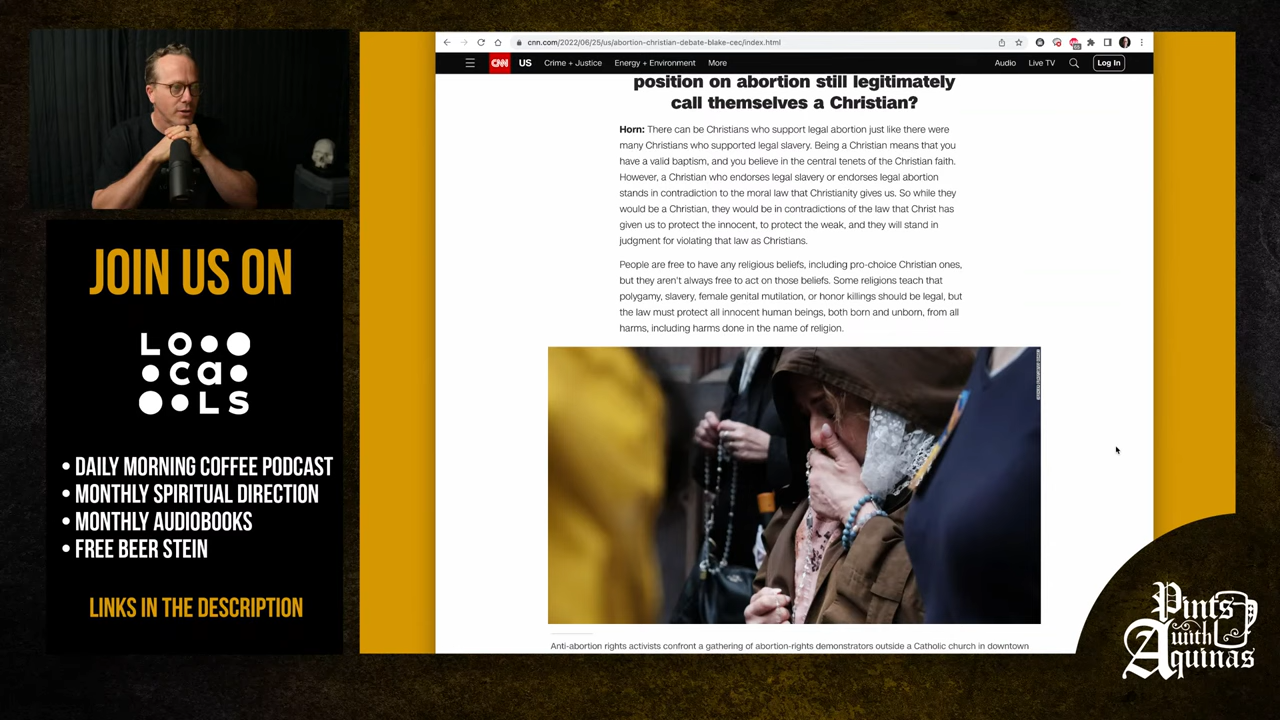 JOIN US ON
LOcaLS
• DAILY MORNING COFFEE PODCAST
• MONTHLY SPIRITUAL DIRECTION
• MONTHLY AUDIOBOOKS
• FREE BEER STEIN
LINKS IN THE DESCRIPTION
cnn.com/2022/06/25/us/abortion-christian-debate-blake-cec/index.html
CNN US Crime + Justice Energy + Environment More Audio Live TV Log In
position on abortion still legitimately
call themselves a Christian?
Horn: There can be Christians who support legal abortion just like there were
many Christians who supported legal slavery. Being a Christian means that you
have a valid baptism, and you believe in the central tenets of the Christian faith.
However, a Christian who endorses legal slavery or endorses legal abortion
stands in contradiction to the moral law that Christianity gives us. So while they
would be a Christian, they would be in contradictions of the law that Christ has
given us to protect the innocent, to protect the weak, and they will stand in
judgment for violating that law as Christians.
People are free to have any religious beliefs, including pro-choice Christian ones,
but they aren't always free to act on those beliefs. Some religions teach that
polygamy, slavery, female genital mutilation, or honor killings should be legal, but
the law must protect all innocent human beings, both born and unborn, from all
harms, including harms done in the name of religion.
Anti-abortion rights activists confront a gathering of abortion-rights demonstrators outside a Catholic church in downtown
Pints
with
Aquinas